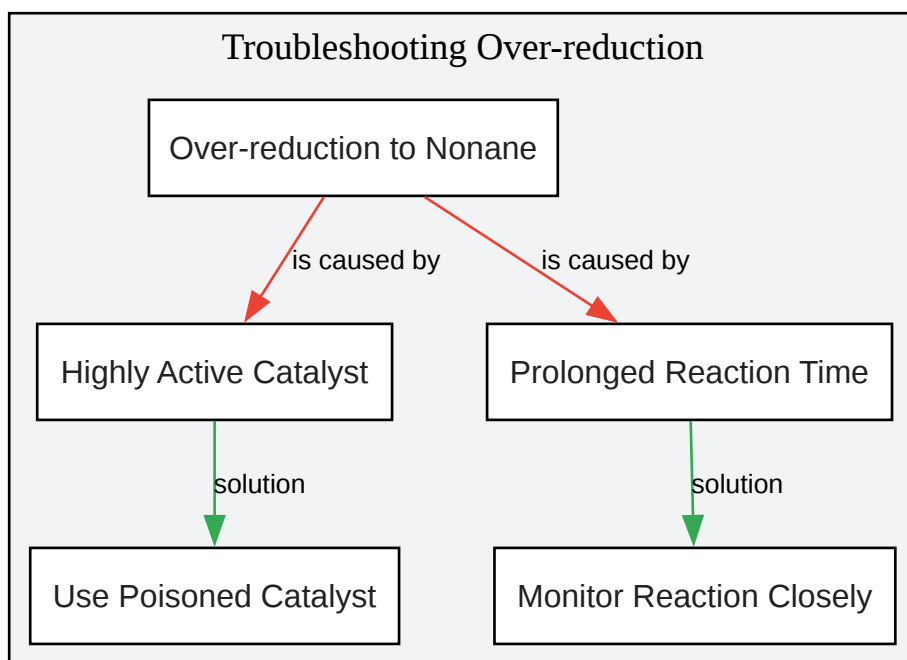 Troubleshooting Over-reduction
Over-reduction to Nonane
is caused by
is caused by
Highly Active Catalyst
Prolonged Reaction Time
solution
solution
Use Poisoned Catalyst
Monitor Reaction Closely